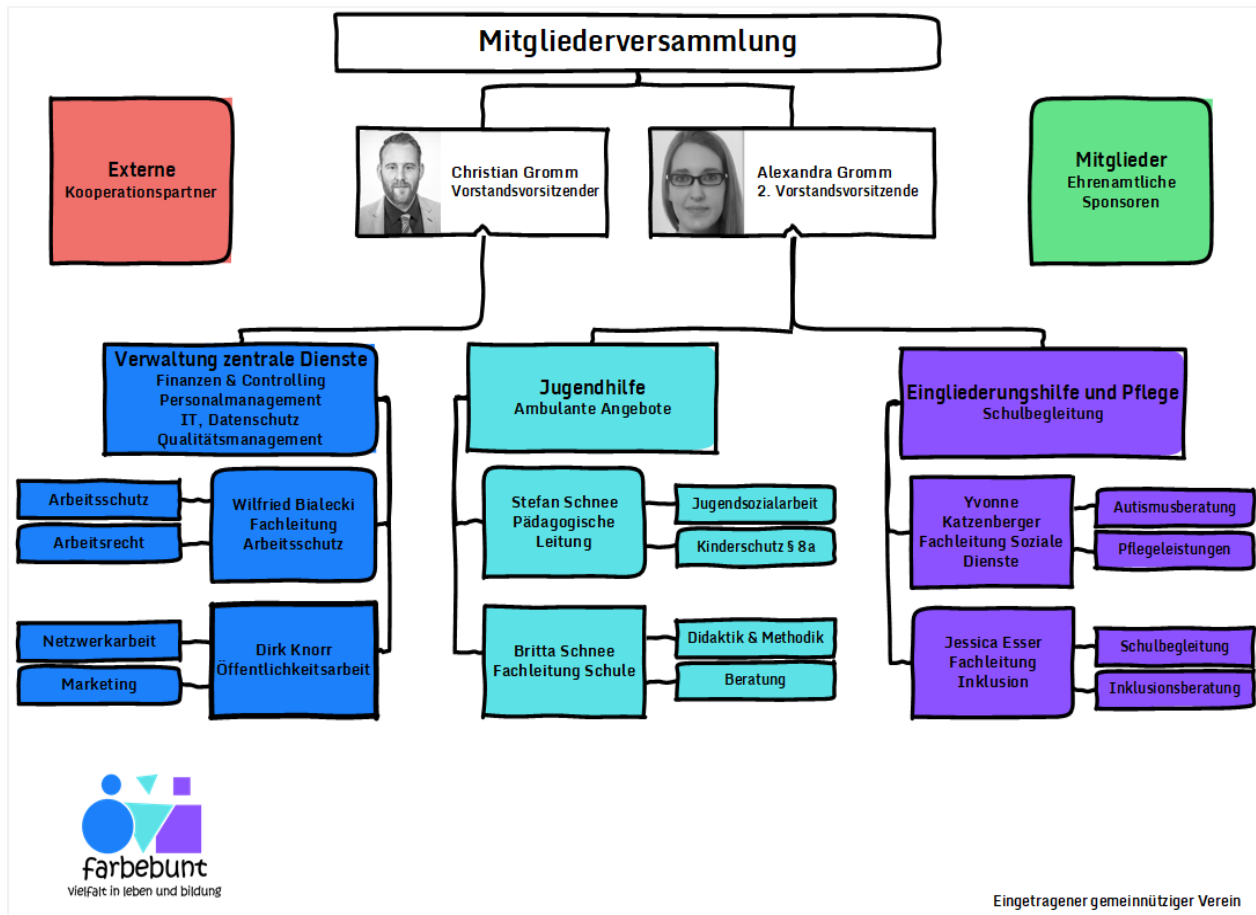 Mitgliederversammlung
Externe
Kooperationspartner
Christian Gromm
Vorstandsvorsitzender
Alexandra Gromm
2. Vorstandsvorsitzende
Mitglieder
Ehrenamtliche
Sponsoren
Verwaltung zentrale Dienste
Finanzen & Controlling
Personalmanagement
IT, Datenschutz
Qualitätsmanagement
Arbeitsschutz
Arbeitsrecht
Wilfried Bialecki
Fachleitung
Arbeitsschutz
Netzwerkarbeit
Marketing
Dirk Knorr
Öffentlichkeitsarbeit
Jugendhilfe
Ambulante Angebote
Stefan Schnee
Pädagogische
Leitung
Jugendsozialarbeit
Kinderschutz § 8a
Britta Schnee
Fachleitung Schule
Didaktik & Methodik
Beratung
Eingliederungshilfe und Pflege
Schulbegleitung
Yvonne
Katzenberger
Fachleitung Soziale
Dienste
Autismusberatung
Pflegeleistungen
Jessica Esser
Fachleitung
Inklusion
Schulbegleitung
Inklusionsberatung
farbebunt
vielfalt in leben und bildung
Eingetragener gemeinnütziger Verein